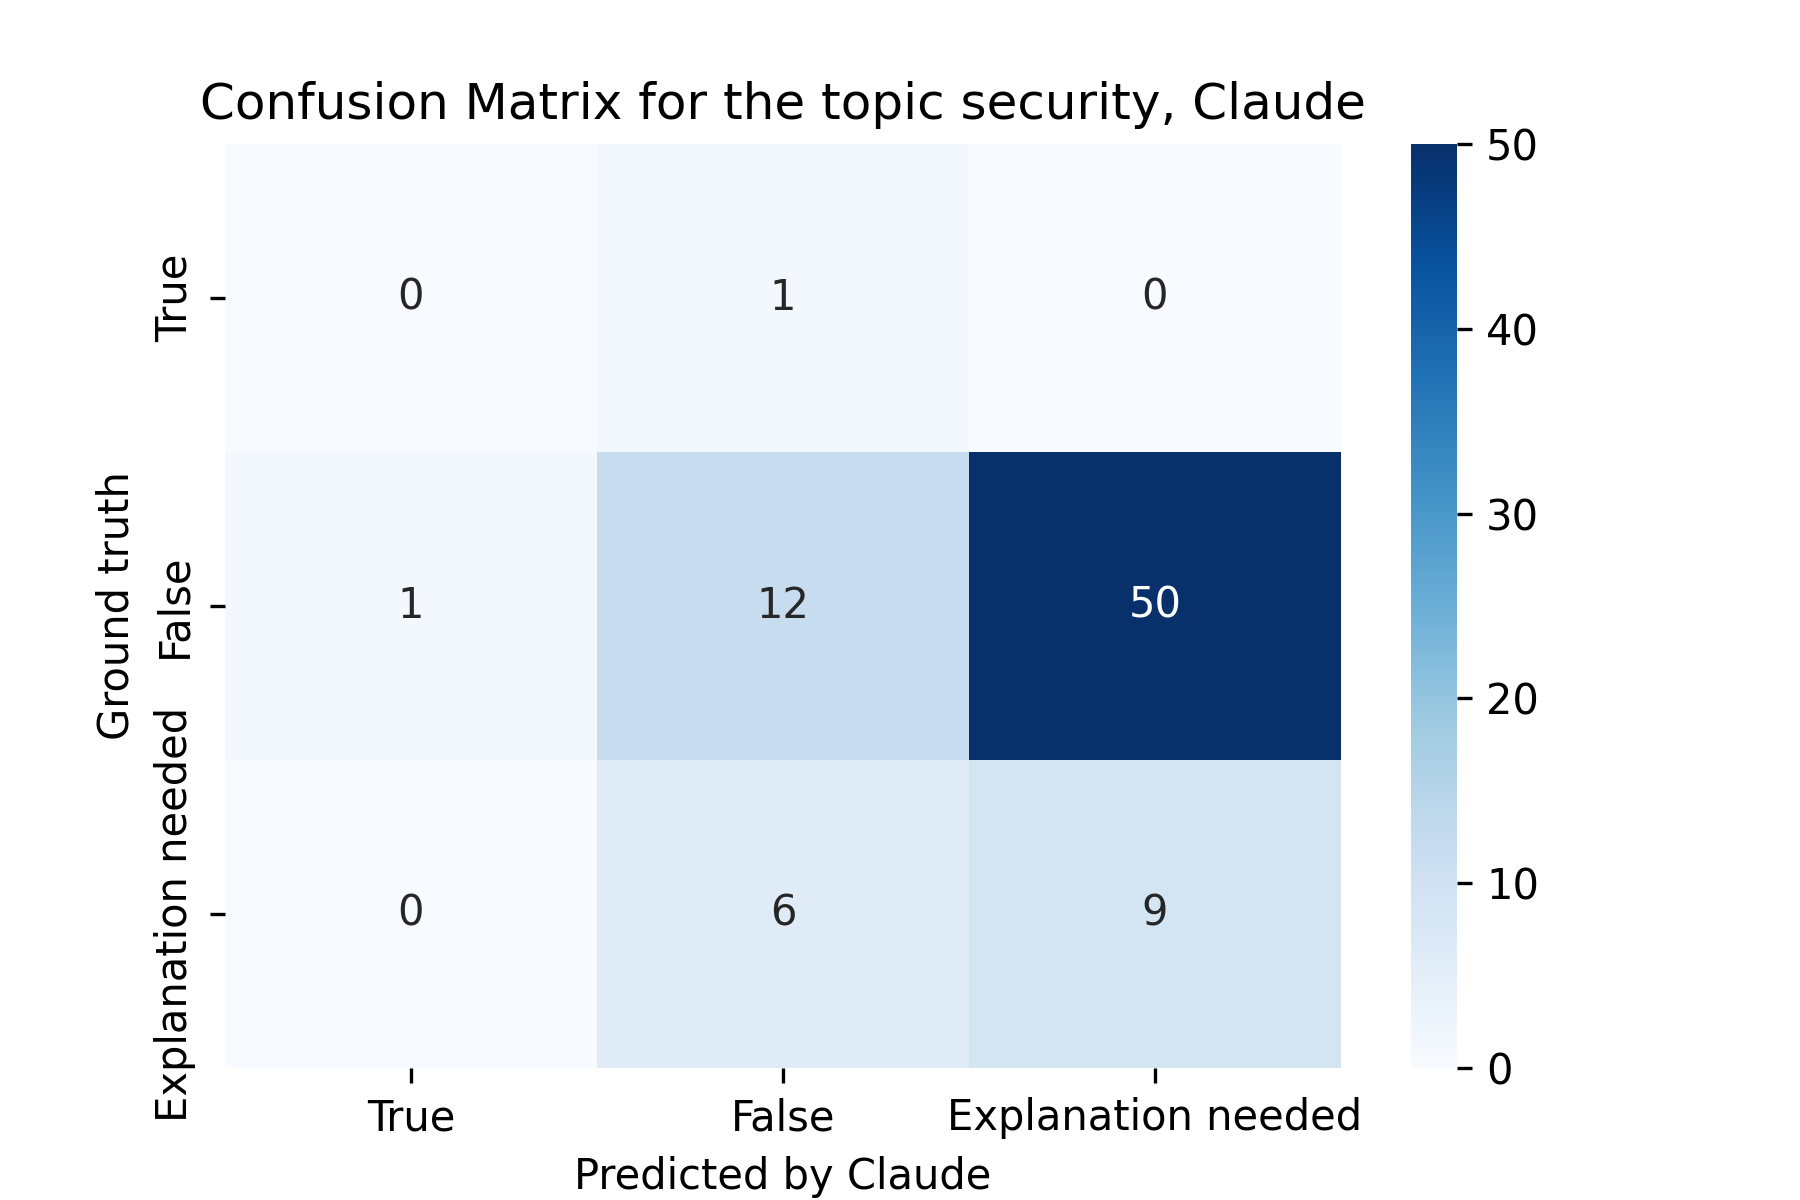 Confusion Matrix for the topic security, Claude
Ground truth
True
0 1 0
False
1 12 50
Explanation needed
0 6 9
True False Explanation needed
Predicted by Claude
50
40
30
20
10
0